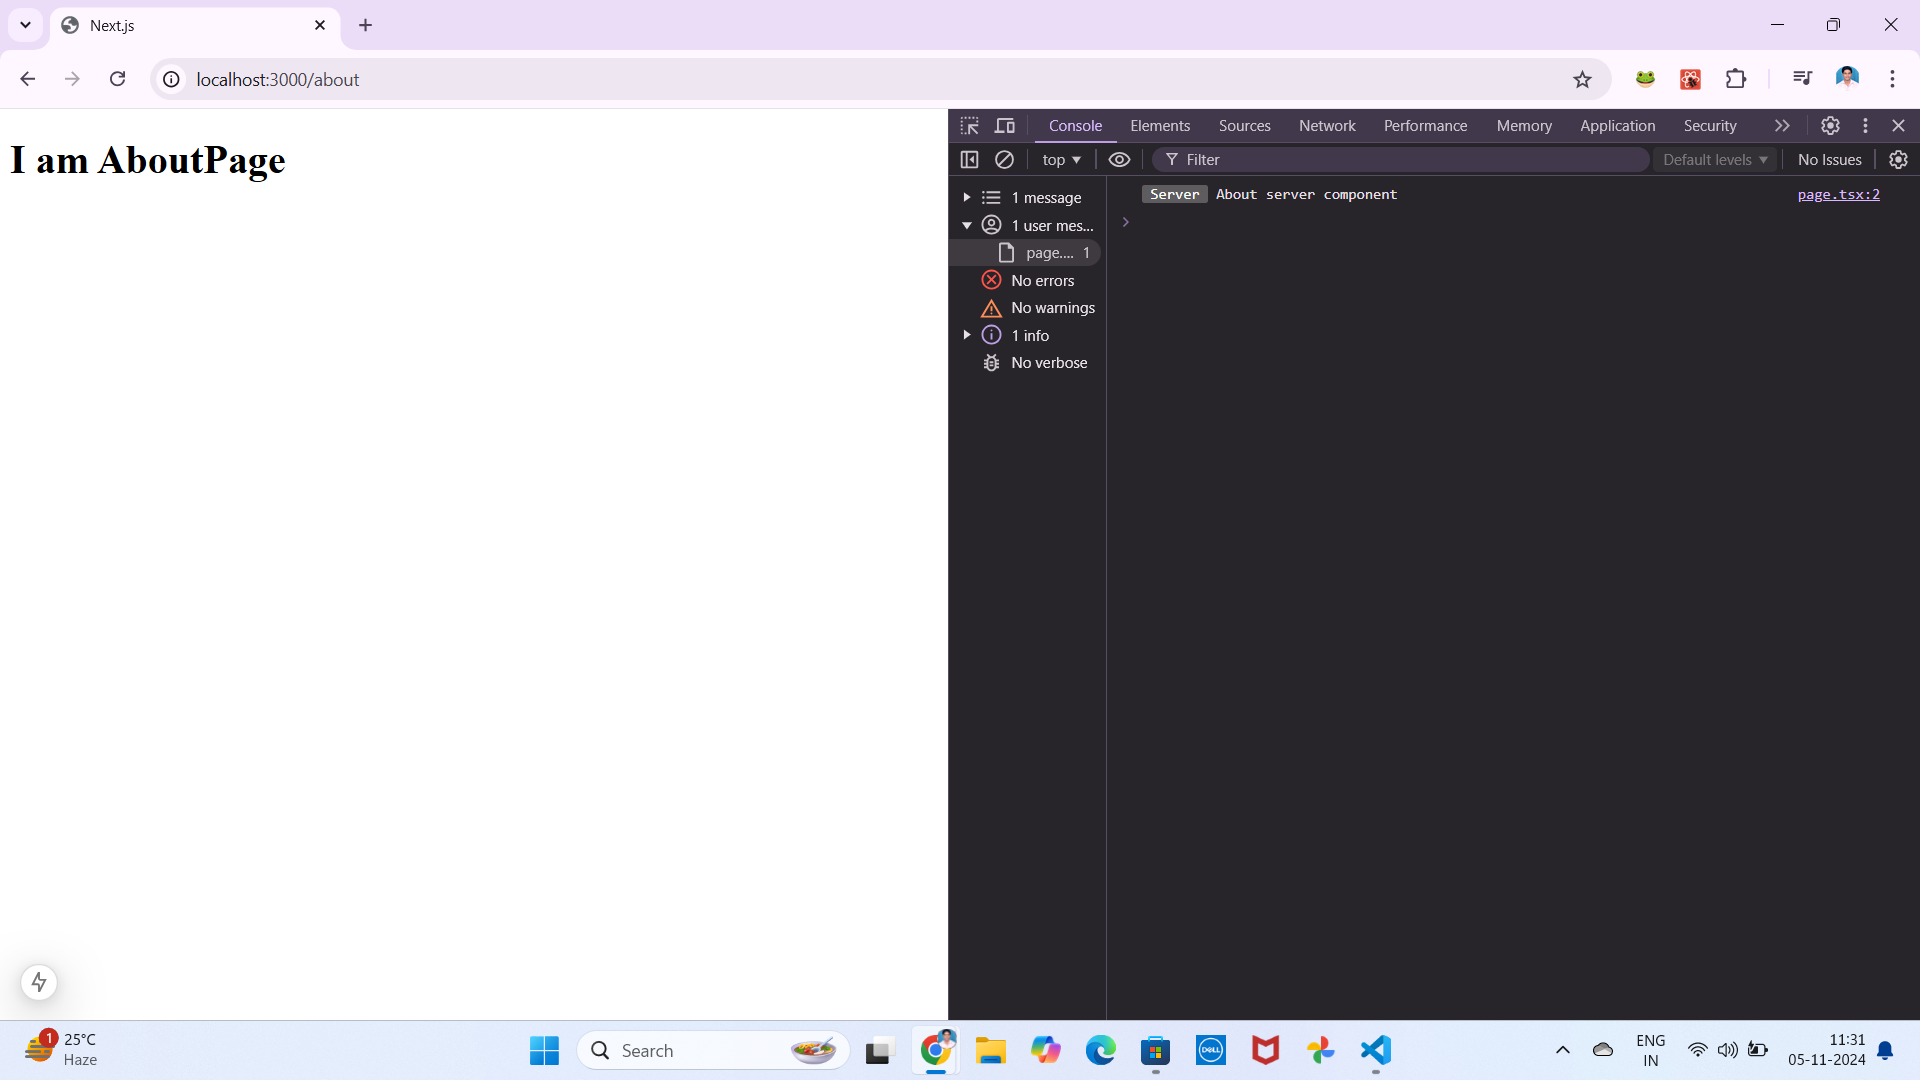 Next.js
localhost:3000/about
I am AboutPage
Console Elements Sources Network Performance Memory Application Security
top Filter Default levels No Issues
1 message
1 user mes...
page.... 1
No errors
No warnings
1 info
No verbose
Server About server component page.tsx:2
1
25°C
Haze
Search
DELL
ENG
IN
11:31
05-11-2024